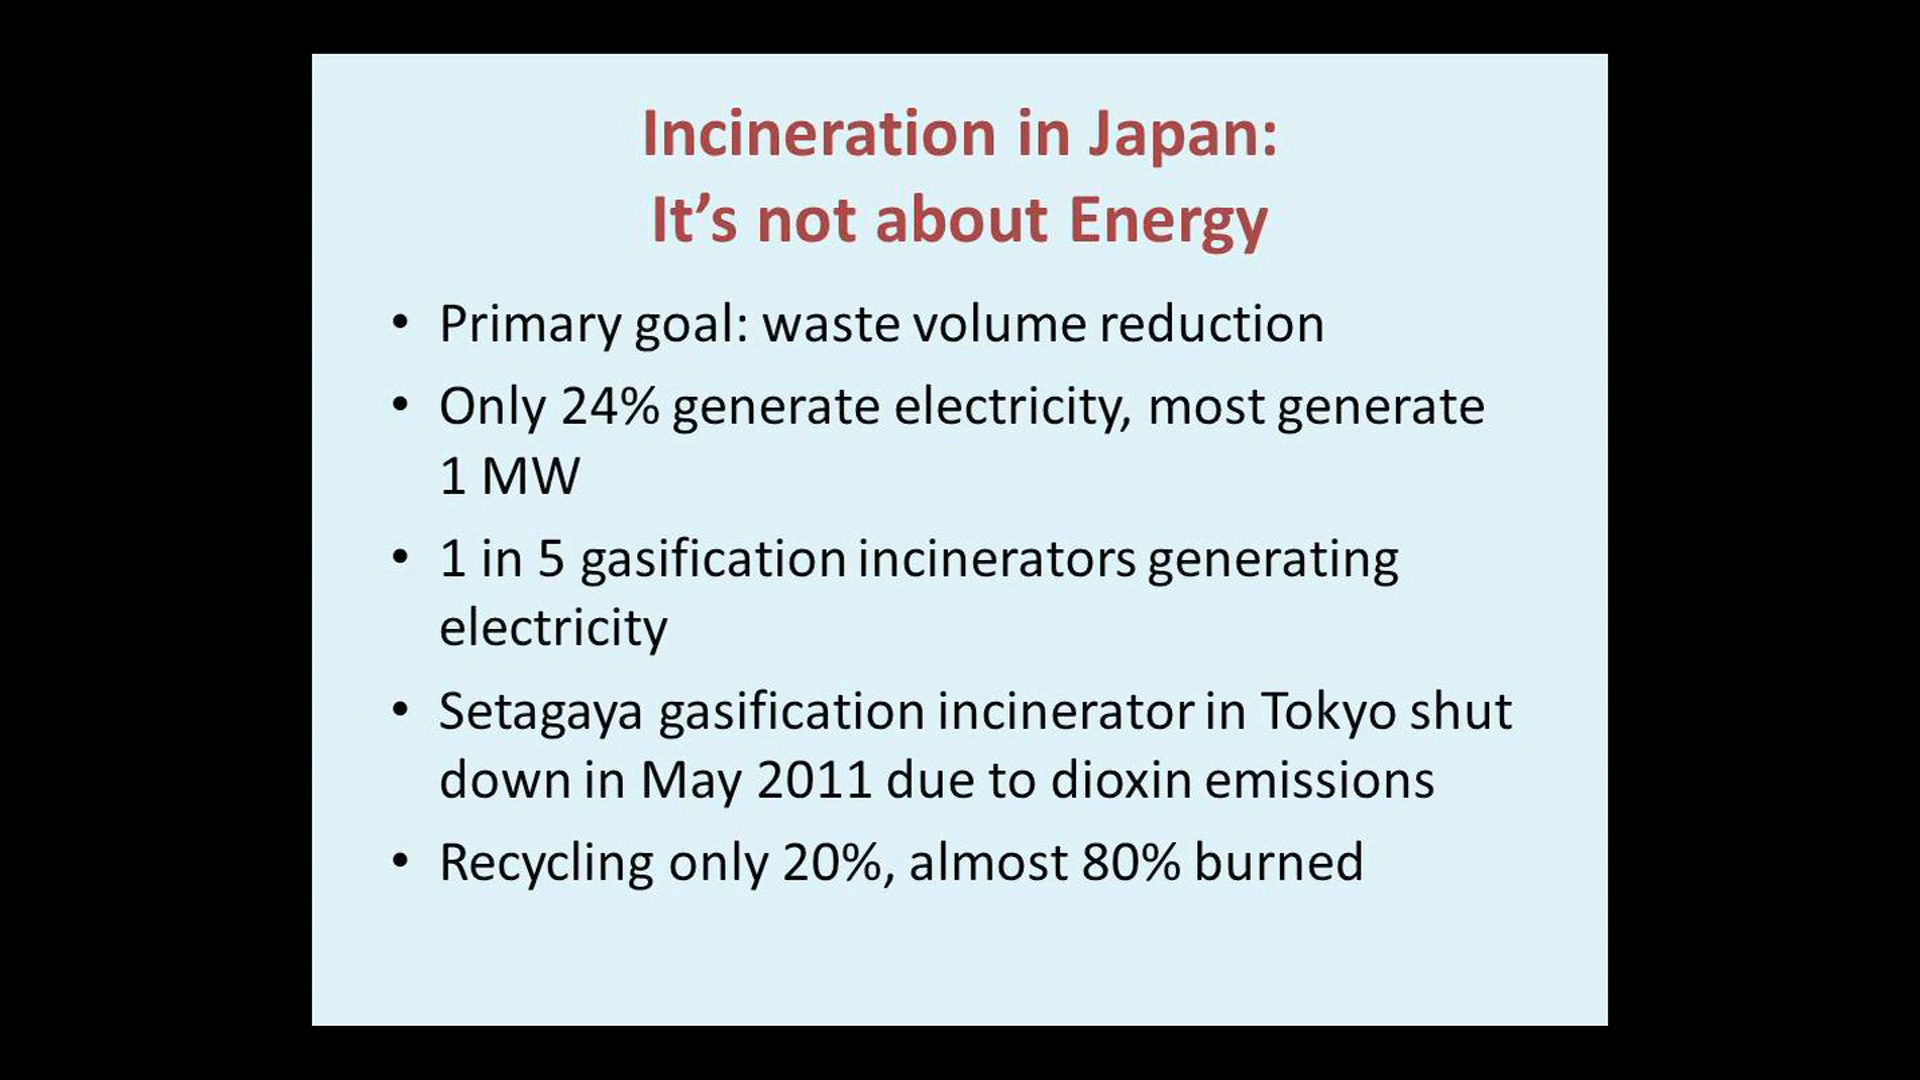 Incineration in Japan:
It’s not about Energy
• Primary goal: waste volume reduction
• Only 24% generate electricity, most generate
1 MW
• 1 in 5 gasification incinerators generating
electricity
• Setagaya gasification incinerator in Tokyo shut
down in May 2011 due to dioxin emissions
• Recycling only 20%, almost 80% burned